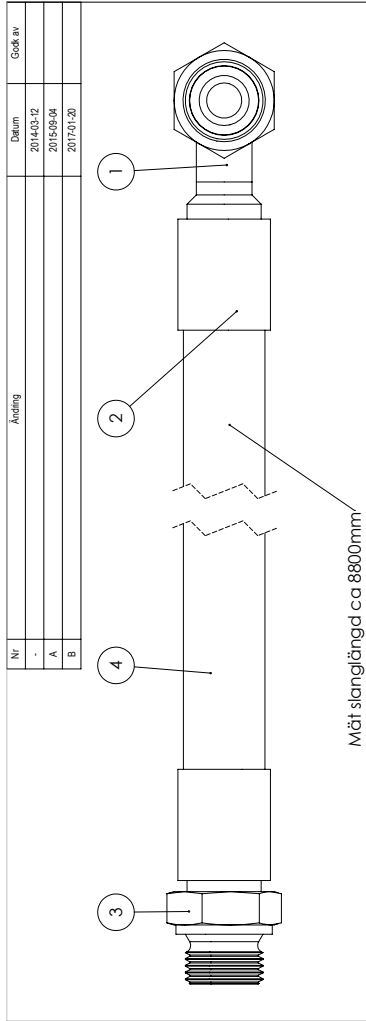 Nr Ändring Datum Godk av
- 2014-03-12
A 2015-09-04
B 2017-01-20
3 4 2 1
Mät slanglängd ca 8800mm